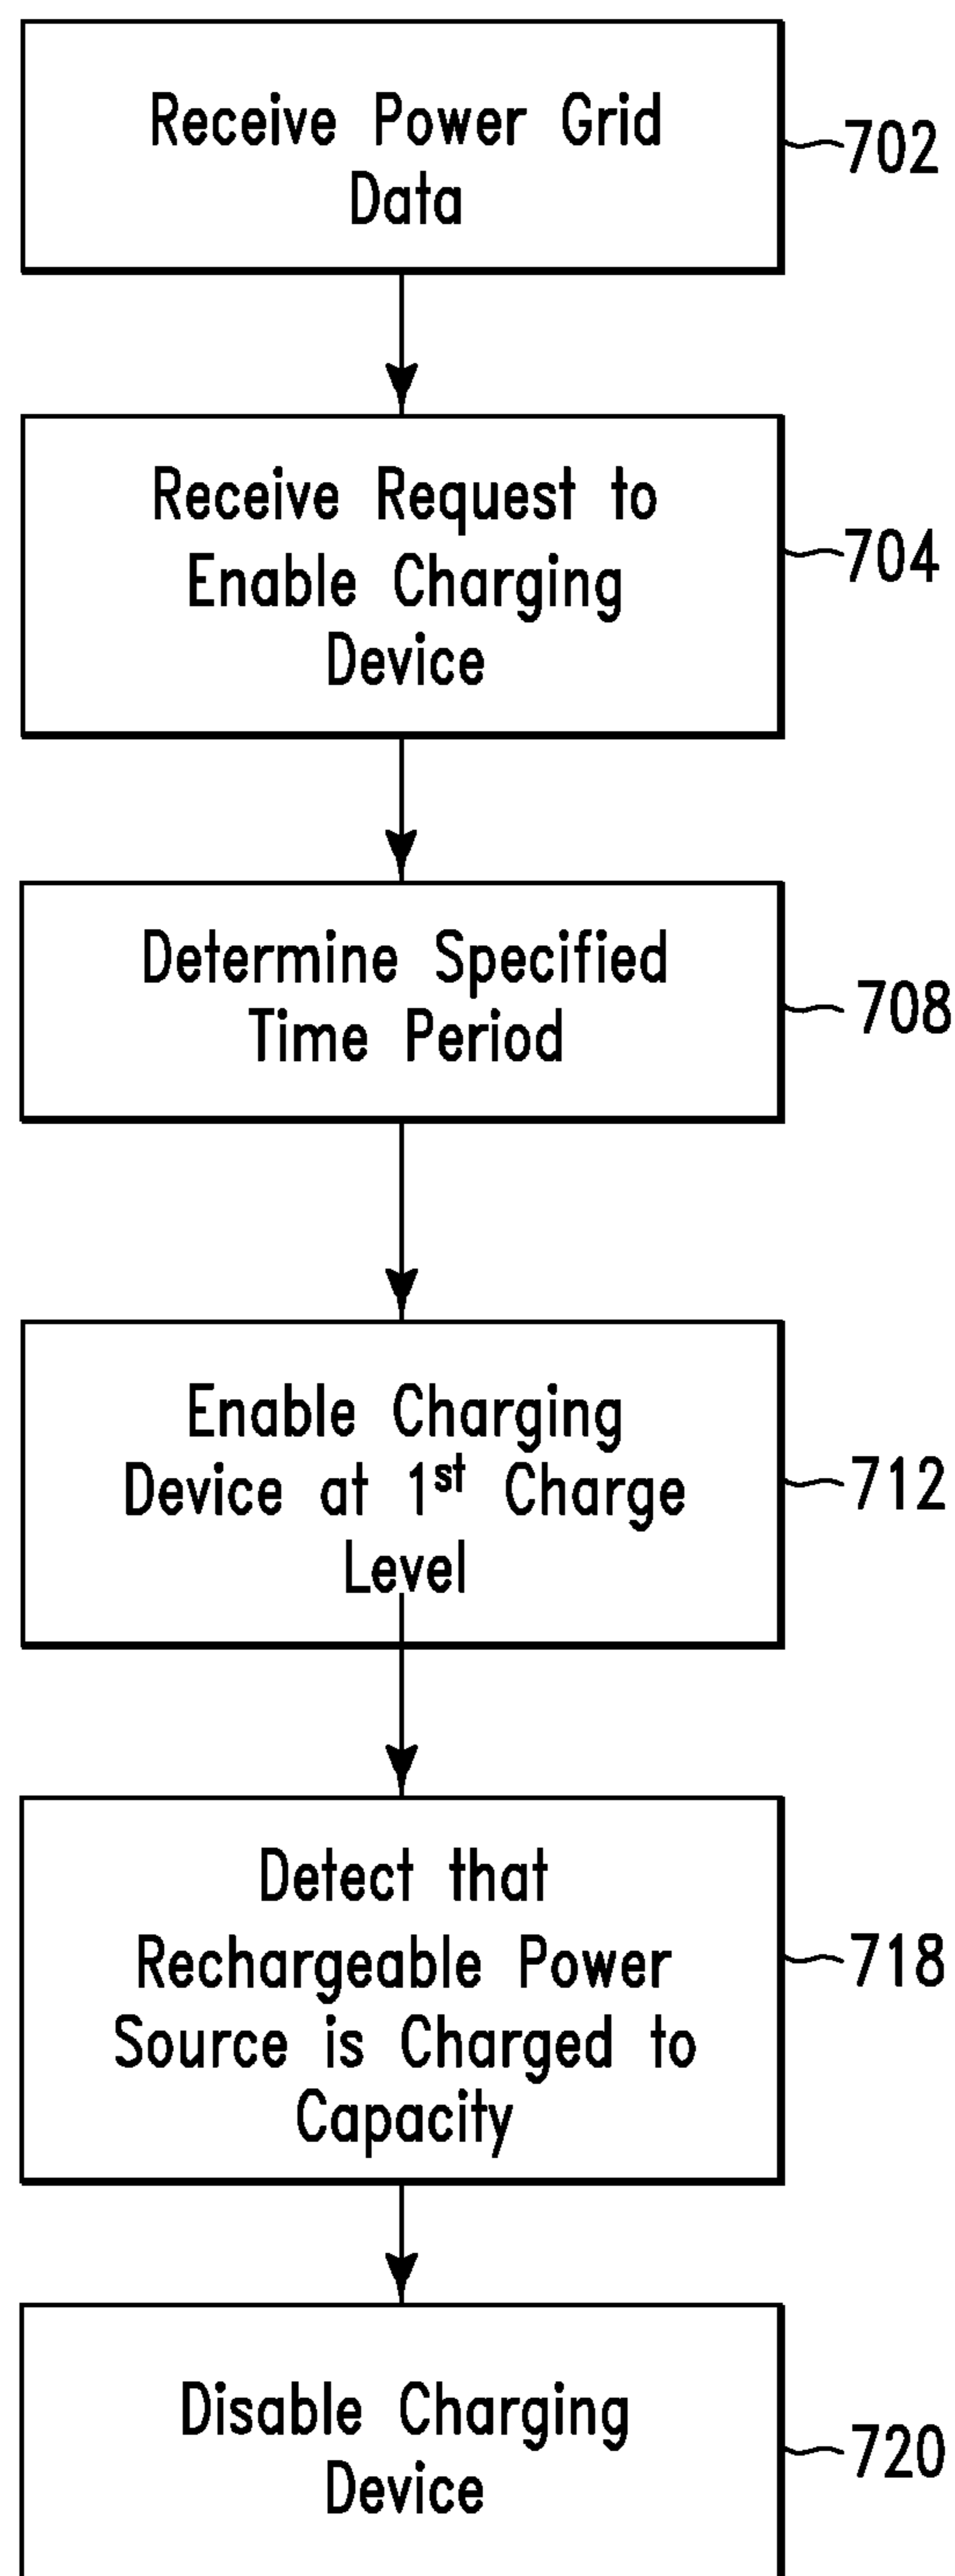 Receive Power Grid
Data
702
Receive Request to
Enable Charging
Device
704
Determine Specified
Time Period
708
Enable Charging
Device at 1st Charge
Level
712
Detect that
Rechargeable Power
Source is Charged to
Capacity
718
Disable Charging
Device
720